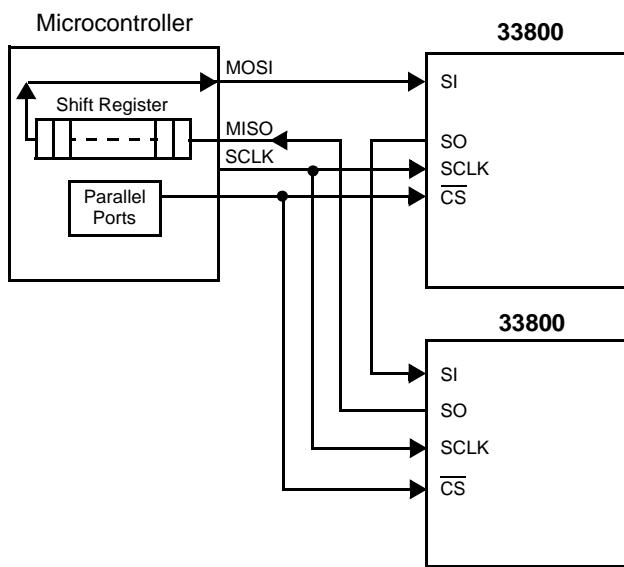 Microcontroller
33800
MOSI
SI
Shift Register
MISO
SO
SCLK
SCLK
Parallel
Ports
CS
33800
SI
SO
SCLK
CS